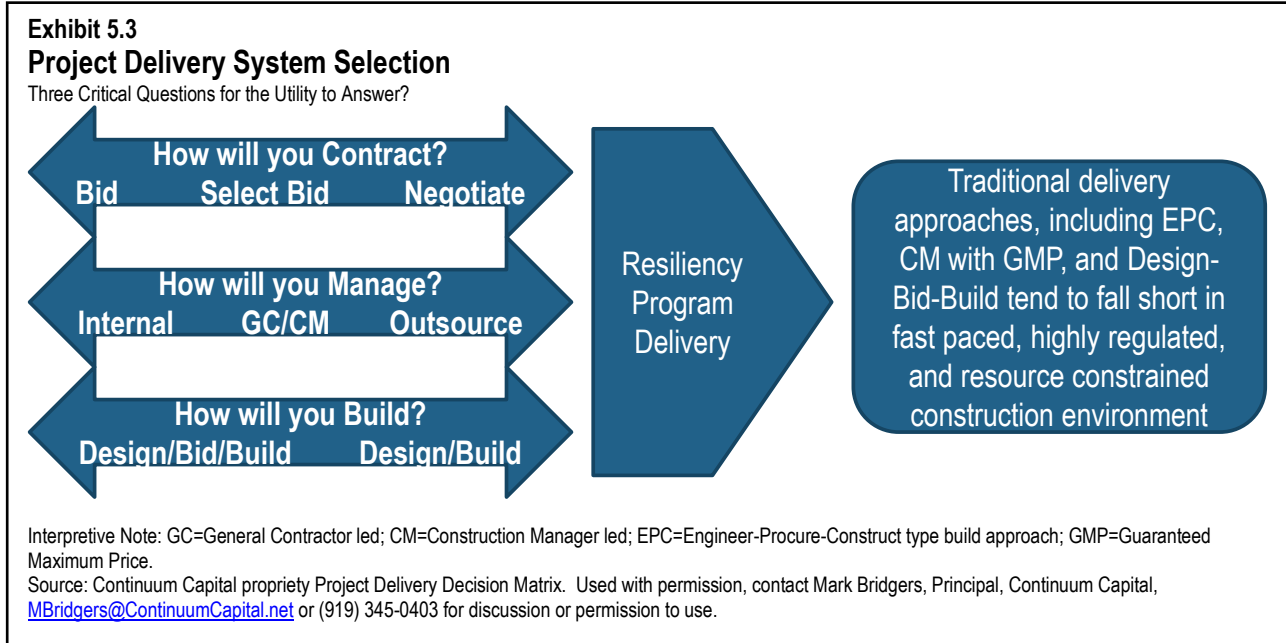 Exhibit 5.3
Project Delivery System Selection
Three Critical Questions for the Utility to Answer?
How will you Contract?
Bid Select Bid Negotiate
How will you Manage?
Internal GC/CM Outsource
How will you Build?
Design/Bid/Build Design/Build
Resiliency
Program
Delivery
Traditional delivery
approaches, including EPC,
CM with GMP, and Design-
Bid-Build tend to fall short in
fast paced, highly regulated,
and resource constrained
construction environment
Interpretive Note: GC=General Contractor led; CM=Construction Manager led; EPC=Engineer-Procure-Construct type build approach; GMP=Guaranteed
Maximum Price.
Source: Continuum Capital propriety Project Delivery Decision Matrix. Used with permission, contact Mark Bridgers, Principal, Continuum Capital,
MBridgers@ContinuumCapital.net or (919) 345-0403 for discussion or permission to use.